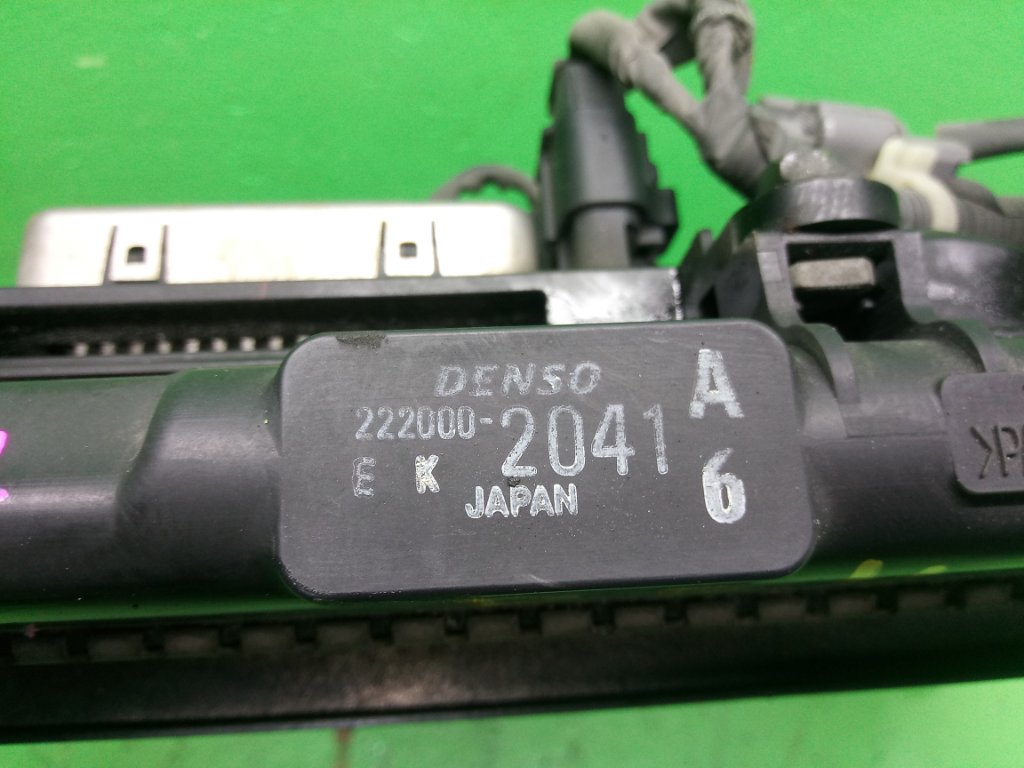 DENSO
222000-2041
A
E K
JAPAN
6